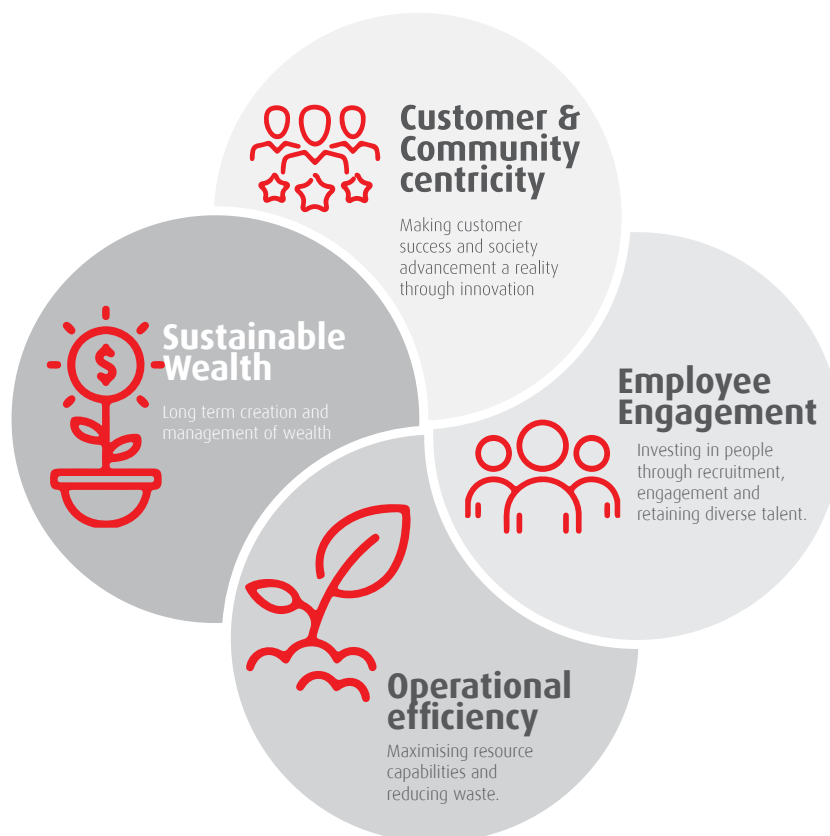 Customer &
Community
centricity
Making customer
success and society
advancement a reality
through innovation
Sustainable
Wealth
Long term creation and
management of wealth
$
Employee
Engagement
Investing in people
through recruitment,
engagement and
retaining diverse talent.
Operational
efficiency
Maximising resource
capabilities and
reducing waste.